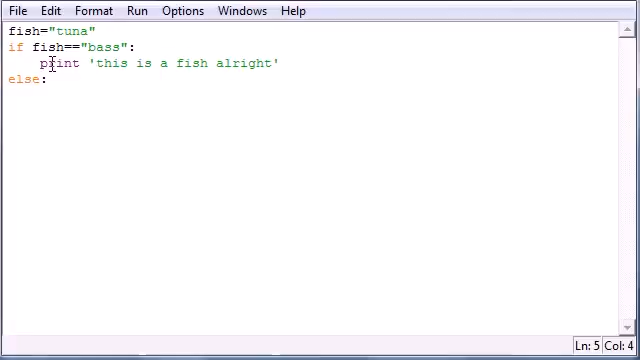 File Edit Format Run Options Windows Help
fish="tuna"
if fish=="bass":
    print 'this is a fish alright'
else:
Ln: 5 Col: 4